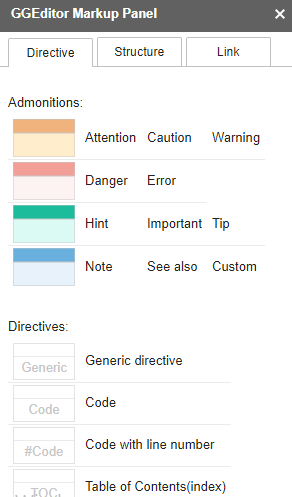 GGEditor Markup Panel ×
Directive Structure Link
Admonitions:
Attention Caution Warning
Danger Error
Hint Important Tip
Note See also Custom
Directives:
Generic Generic directive
Code Code
#Code Code with line number
TOC Table of Contents(index)